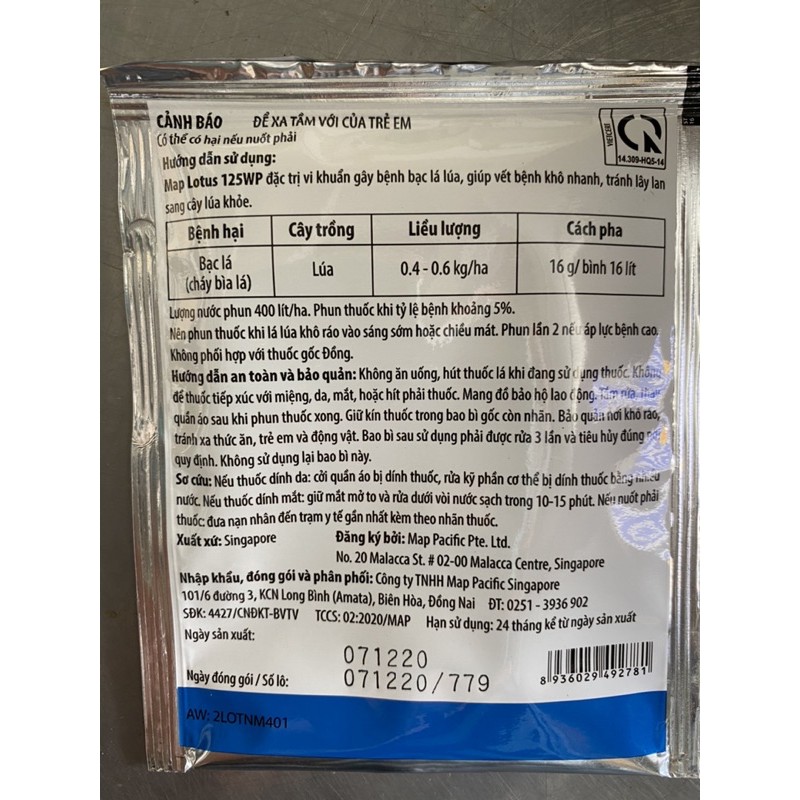 CẢNH BÁO ĐỂ XA TẦM VỚI CỦA TRẺ EM
Có thể có hại nếu nuốt phải
VIETCERT
14.309-HQ5-14
Hướng dẫn sử dụng:
Map Lotus 125WP đặc trị vi khuẩn gây bệnh bạc lá lúa, giúp vết bệnh khô nhanh, tránh lây lan
sang cây lúa khỏe.
Bệnh hại Cây trồng Liều lượng Cách pha
Bạc lá
(cháy bìa lá) Lúa 0.4 - 0.6 kg/ha 16 g/ bình 16 lít
Lượng nước phun 400 lít/ha. Phun thuốc khi tỷ lệ bệnh khoảng 5%.
Nên phun thuốc khi lá lúa khô ráo vào sáng sớm hoặc chiều mát. Phun lần 2 nếu áp lực bệnh cao.
Không phối hợp với thuốc gốc Đồng.
Hướng dẫn an toàn và bảo quản: Không ăn uống, hút thuốc lá khi đang sử dụng thuốc. Không
để thuốc tiếp xúc với miệng, da, mắt, hoặc hít phải thuốc. Mang đồ bảo hộ lao động. Tắm rửa, thay
quần áo sau khi phun thuốc xong. Giữ kín thuốc trong bao bì gốc còn nhãn. Bảo quản nơi khô ráo,
tránh xa thức ăn, trẻ em và động vật. Bao bì sau sử dụng phải được rửa 3 lần và tiêu hủy đúng nơi
quy định. Không sử dụng lại bao bì này.
Sơ cứu: Nếu thuốc dính da: cởi quần áo bị dính thuốc, rửa kỹ phần cơ thể bị dính thuốc bằng nhiều
nước. Nếu thuốc dính mắt: giữ mắt mở to và rửa dưới vòi nước sạch trong 10-15 phút. Nếu nuốt phải
thuốc: đưa nạn nhân đến trạm y tế gần nhất kèm theo nhãn thuốc.
Xuất xứ: Singapore Đăng ký bởi: Map Pacific Pte. Ltd.
No. 20 Malacca St. # 02-00 Malacca Centre, Singapore
Nhập khẩu, đóng gói và phân phối: Công ty TNHH Map Pacific Singapore
101/6 đường 3, KCN Long Bình (Amata), Biên Hòa, Đồng Nai ĐT: 0251 - 3936 902
SĐK: 4427/CNĐKT-BVTV TCCS: 02:2020/MAP Hạn sử dụng: 24 tháng kể từ ngày sản xuất
Ngày sản xuất: 071220
Ngày đóng gói / Số lô: 071220/779
8 936029 492781
AW: 2LOTNM401